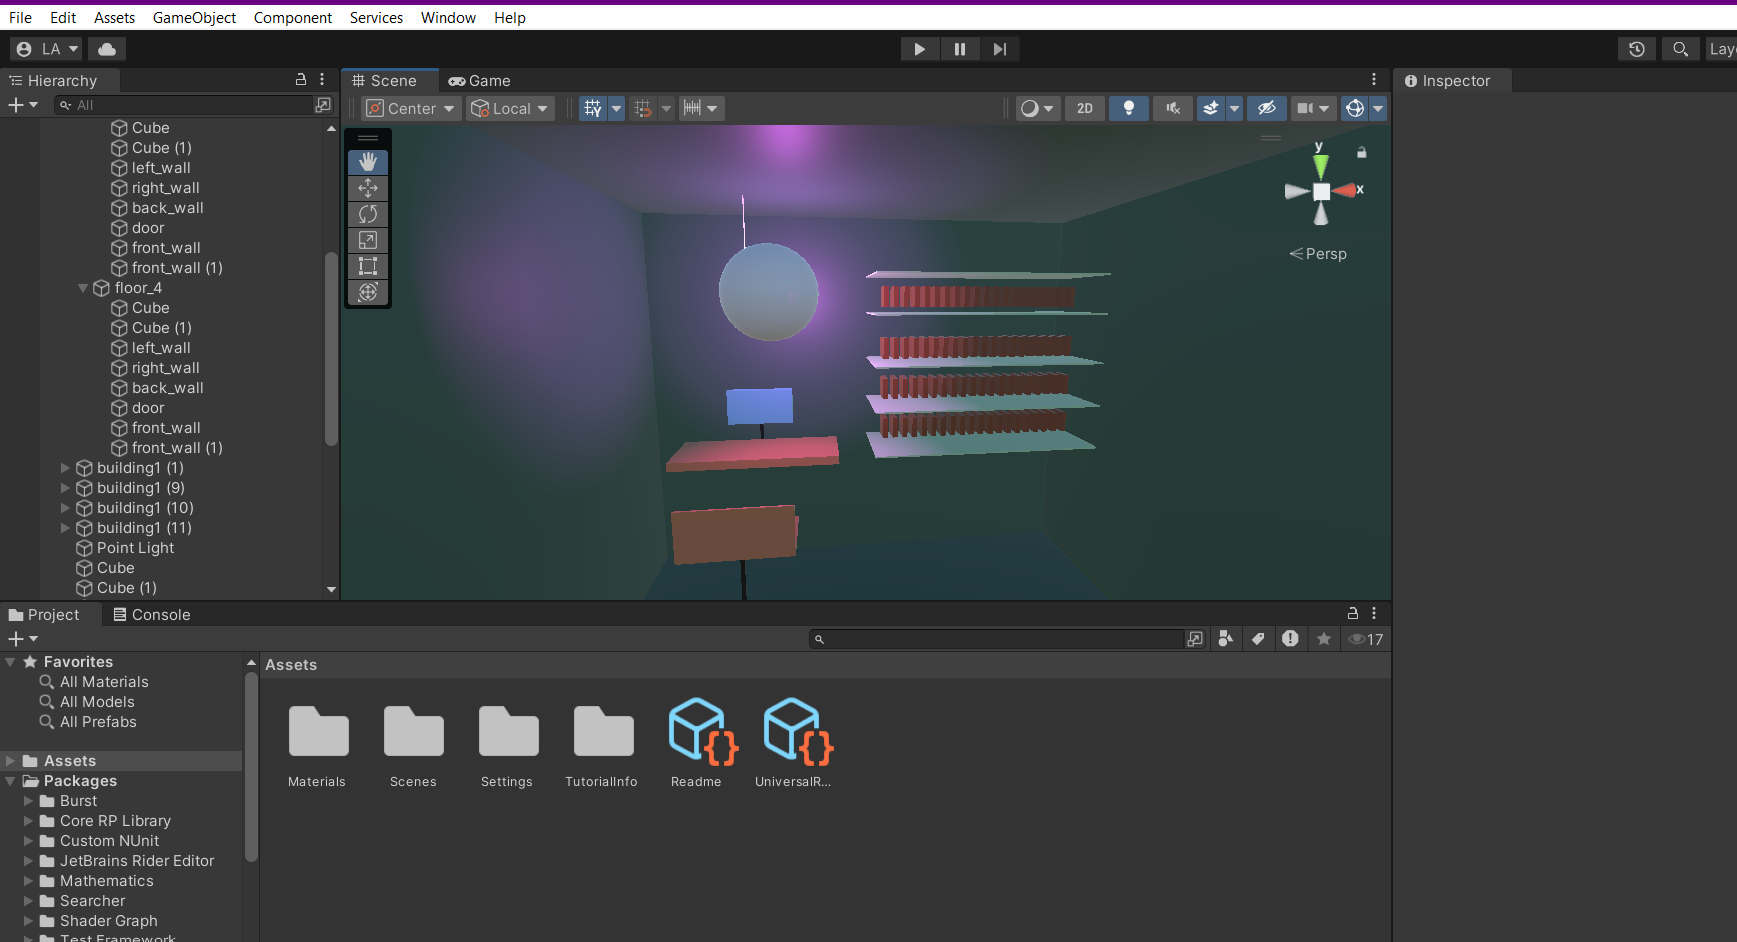 File Edit Assets GameObject Component Services Window Help
LA
Lay
Hierarchy
All
Cube
Cube (1)
left_wall
right_wall
back_wall
door
front_wall
front_wall (1)
floor_4
Cube
Cube (1)
left_wall
right_wall
back_wall
door
front_wall
front_wall (1)
building1 (1)
building1 (9)
building1 (10)
building1 (11)
Point Light
Cube
Cube (1)
Scene Game
Center Local 2D
y
x
Persp
Inspector
Project Console
17
Favorites
All Materials
All Models
All Prefabs
Assets
Packages
Burst
Core RP Library
Custom NUnit
JetBrains Rider Editor
Mathematics
Searcher
Shader Graph
Test Framework
Assets
Materials Scenes Settings TutorialInfo Readme UniversalR...